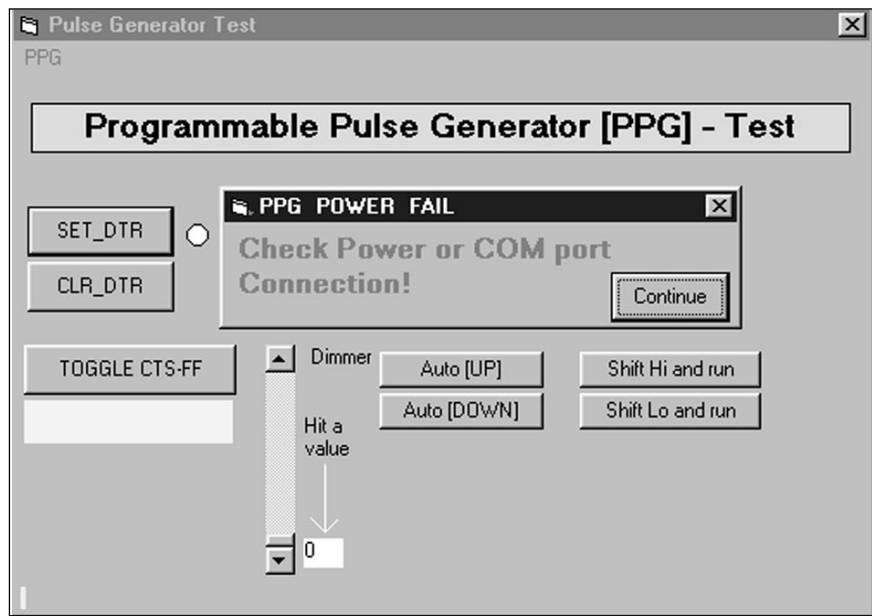 Pulse Generator Test
PPG
Programmable Pulse Generator [PPG] - Test
SET_DTR
CLR_DTR
PPG POWER FAIL
Check Power or COM port
Connection!
Continue
TOGGLE CTS-FF
Dimmer
Auto [UP]
Shift Hi and run
Auto [DOWN]
Shift Lo and run
Hit a
value
0